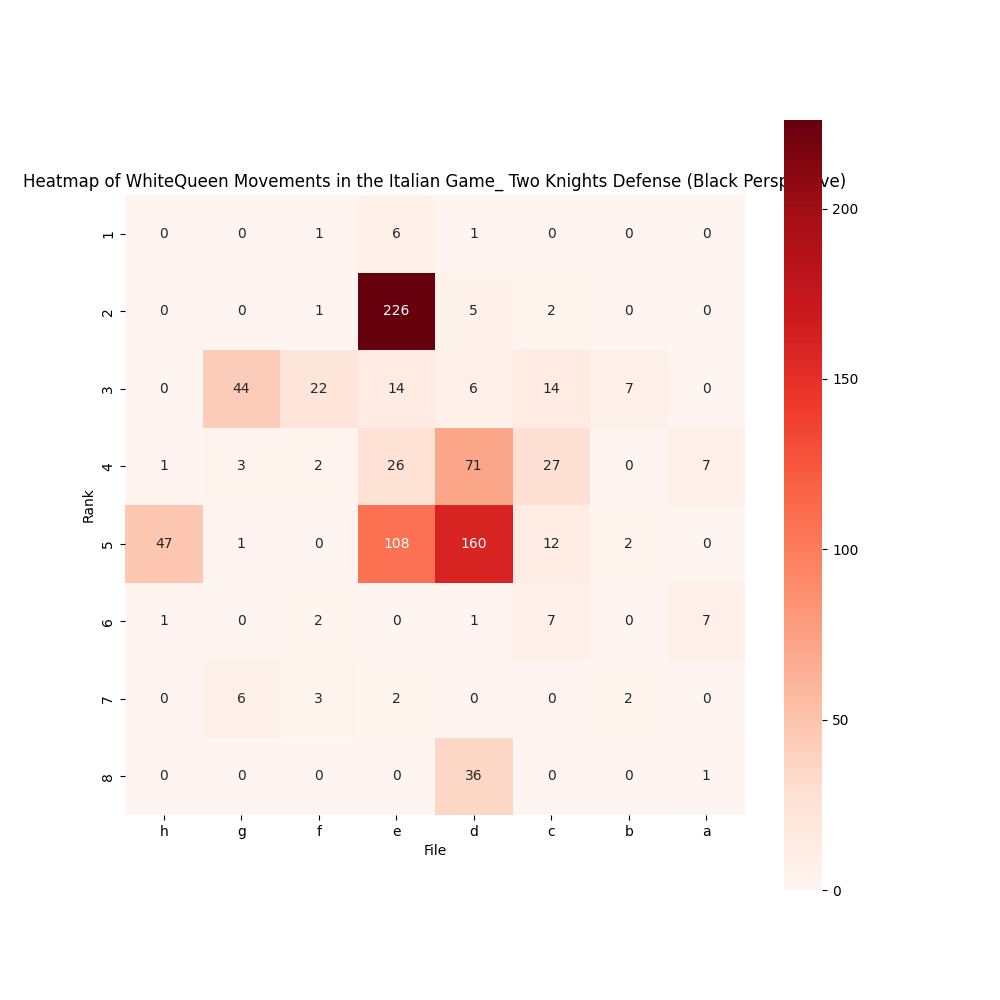 Heatmap of WhiteQueen Movements in the Italian Game_ Two Knights Defense (Black Persp ve)
200
150
100
50
0
Rank
1 0 0 1 6 1 0 0 0
2 0 0 1 226 5 2 0 0
3 0 44 22 14 6 14 7 0
4 1 3 2 26 71 27 0 7
5 47 1 0 108 160 12 2 0
6 1 0 2 0 1 7 0 7
7 0 6 3 2 0 0 2 0
8 0 0 0 0 36 0 0 1
h g f e d c b a
File